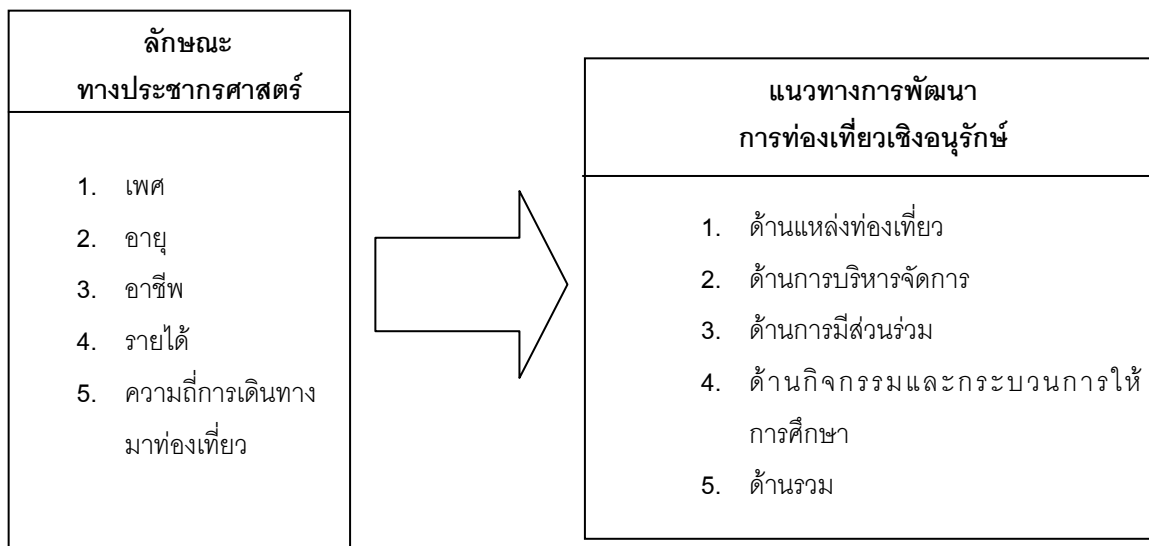 ลักษณะ
ทางประชากรศาสตร์
1. เพศ
2. อายุ
3. อาชีพ
4. รายได้
5. ความถี่การเดินทาง
มาท่องเที่ยว
แนวทางการพัฒนา
การท่องเที่ยวเชิงอนุรักษ์
1. ด้านแหล่งท่องเที่ยว
2. ด้านการบริหารจัดการ
3. ด้านการมีส่วนร่วม
4. ด้านกิจกรรมและกระบวนการให้
การศึกษา
5. ด้านรวม